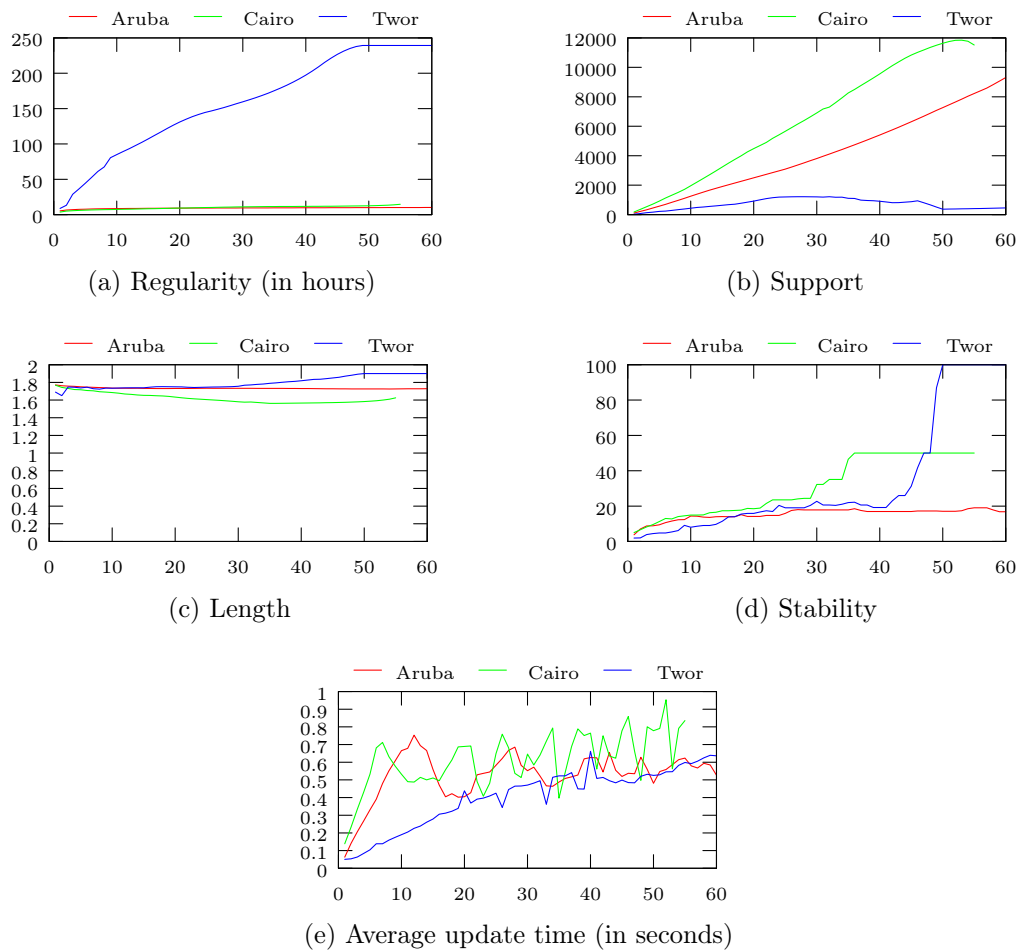 Aruba Cairo Twor
250
200
150
100
50
0
0 10 20 30 40 50 60
(a) Regularity (in hours)
Aruba Cairo Twor
12000
10000
8000
6000
4000
2000
0
0 10 20 30 40 50 60
(b) Support
Aruba Cairo Twor
2
1.8
1.6
1.4
1.2
1
0.8
0.6
0.4
0.2
0
0 10 20 30 40 50 60
(c) Length
Aruba Cairo Twor
100
80
60
40
20
0
0 10 20 30 40 50 60
(d) Stability
Aruba Cairo Twor
1
0.9
0.8
0.7
0.6
0.5
0.4
0.3
0.2
0.1
0
0 10 20 30 40 50 60
(e) Average update time (in seconds)